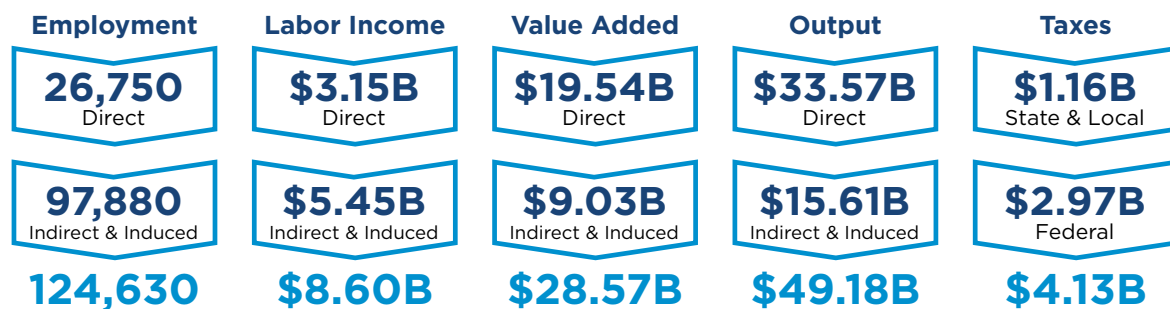 Employment
26,750
Direct
97,880
Indirect & Induced
124,630
Labor Income
$3.15B
Direct
$5.45B
Indirect & Induced
$8.60B
Value Added
$19.54B
Direct
$9.03B
Indirect & Induced
$28.57B
Output
$33.57B
Direct
$15.61B
Indirect & Induced
$49.18B
Taxes
$1.16B
State & Local
$2.97B
Federal
$4.13B